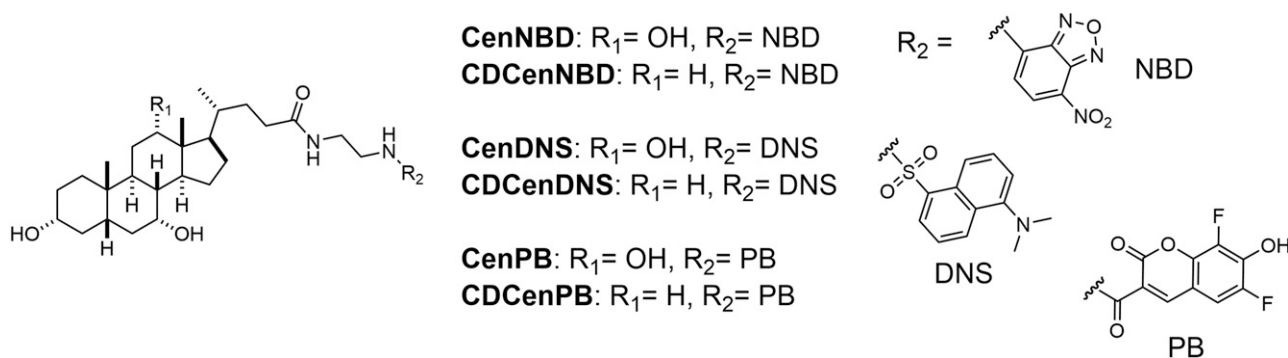 CenNBD: R1= OH, R2= NBD
CDCenNBD: R1= H, R2= NBD
CenDNS: R1= OH, R2= DNS
CDCenDNS: R1= H, R2= DNS
CenPB: R1= OH, R2= PB
CDCenPB: R1= H, R2= PB
R1
O
H
N
N
H
R2
H
H
H
H
HO
OH
R2 =
N
O
N
NO2
NBD
O
S
O
N
DNS
F
O
O
OH
F
O
PB